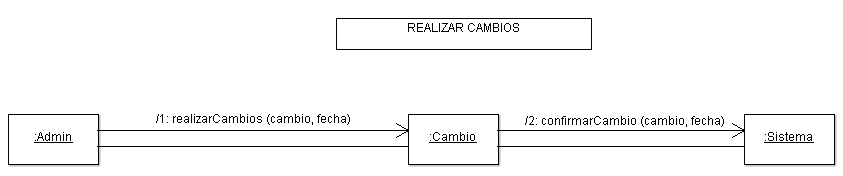 REALIZAR CAMBIOS
/1: realizarCambios (cambio, fecha)
/2: confirmarCambio (cambio, fecha)
:Admin
:Cambio
:Sistema